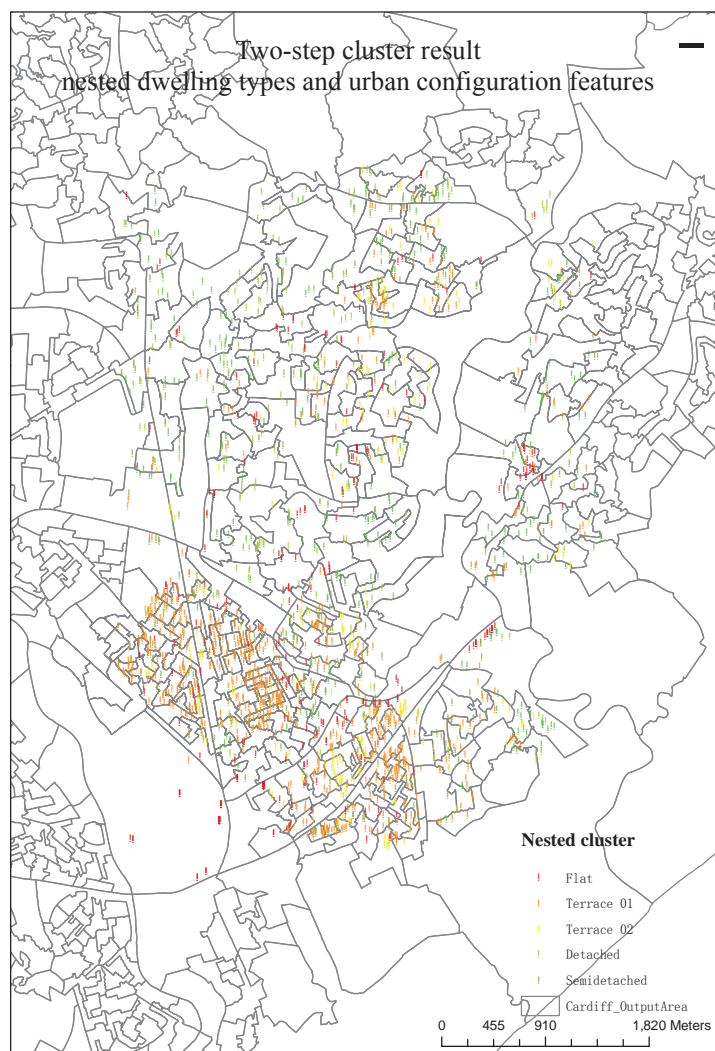 Two-step cluster result
nested dwelling types and urban configuration features
Nested cluster
Flat
Terrace 01
Terrace 02
Detached
Semidetached
Cardiff_OutputArea
0 455 910 1,820 Meters